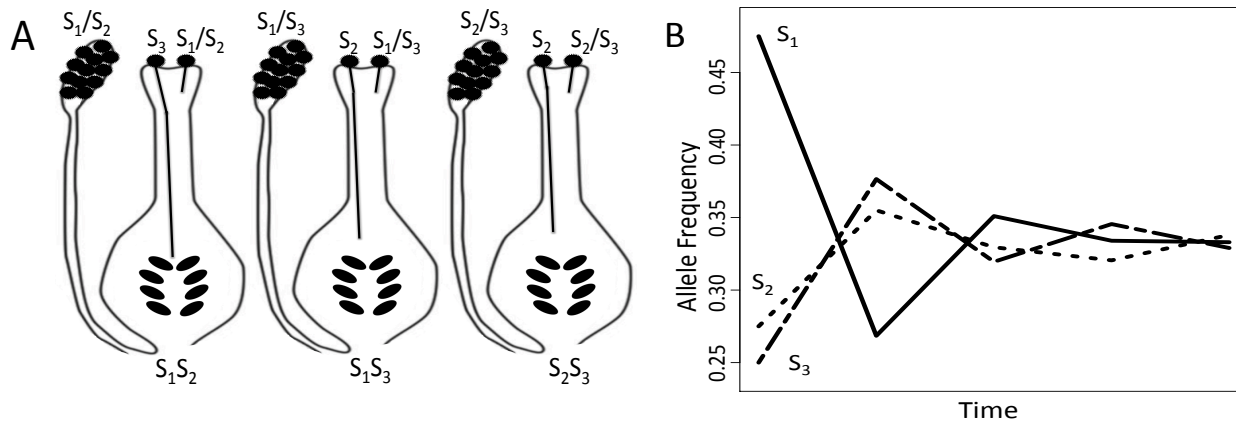 A
S₁/S₂
S₃ S₁/S₂
S₁/S₃
S₂ S₁/S₃
S₂/S₃
S₂ S₂/S₃
S₁S₂
S₁S₃
S₂S₃
B
S₁
S₂
S₃
Allele Frequency
0.45
0.40
0.35
0.30
0.25
Time